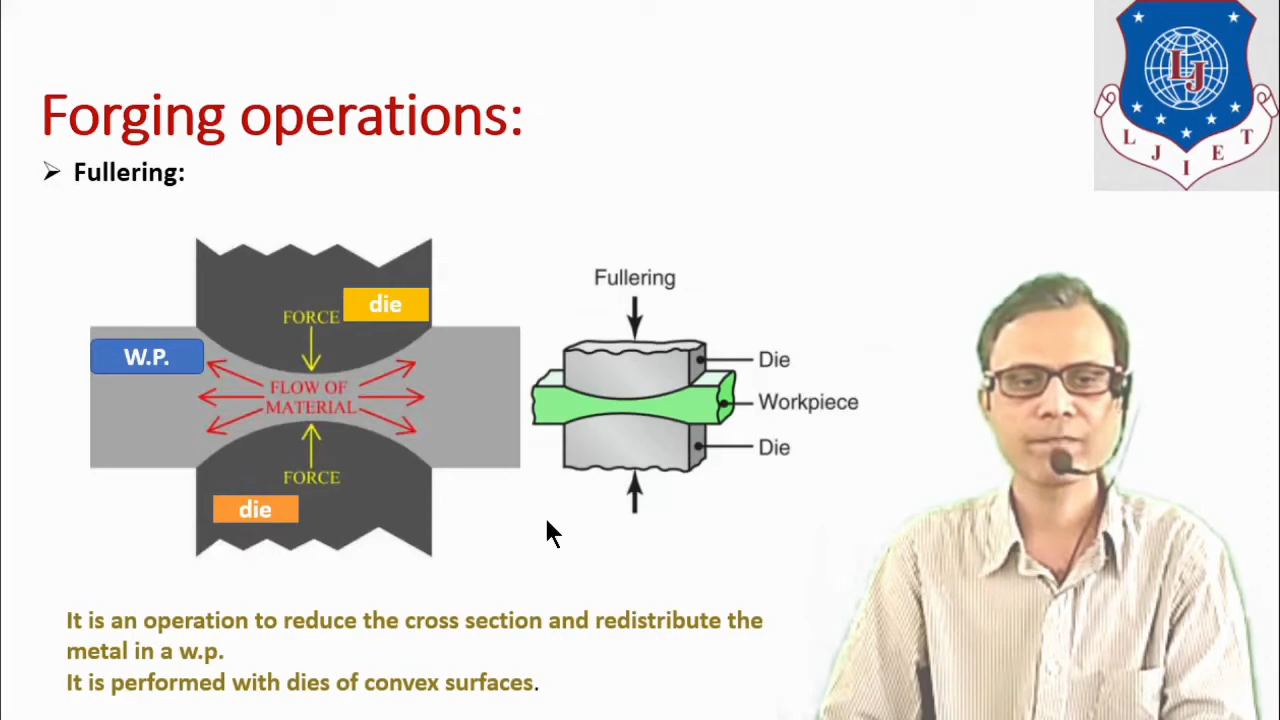 Forging operations:
Fullering:
FORCE
die
W.P.
FLOW OF
MATERIAL
FORCE
die
Fullering
Die
Workpiece
Die
It is an operation to reduce the cross section and redistribute the
metal in a w.p.
It is performed with dies of convex surfaces.
LJ
L J I E T